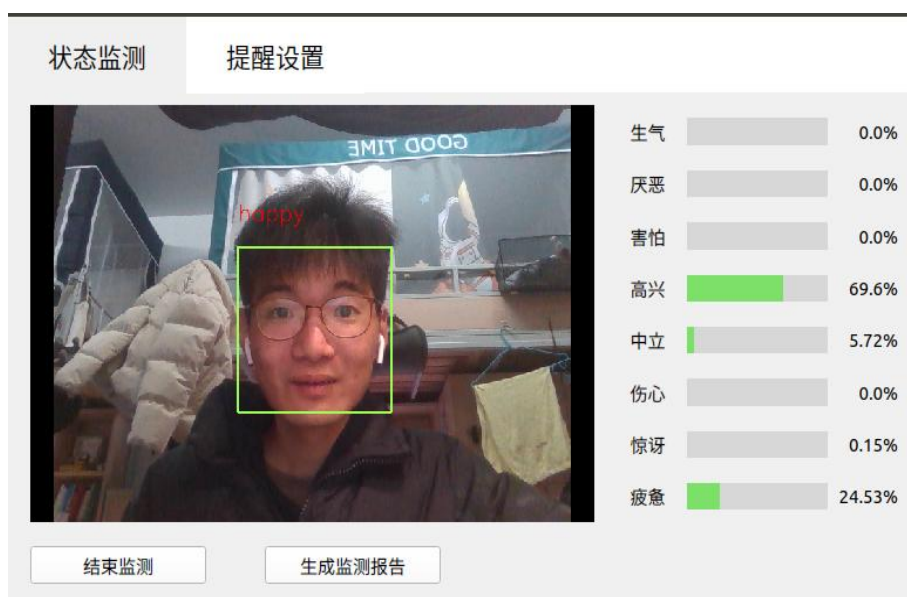 状态监测 提醒设置
GOOD TIME
happy
生气 0.0%
厌恶 0.0%
害怕 0.0%
高兴 69.6%
中立 5.72%
伤心 0.0%
惊讶 0.15%
疲惫 24.53%
结束监测 生成监测报告